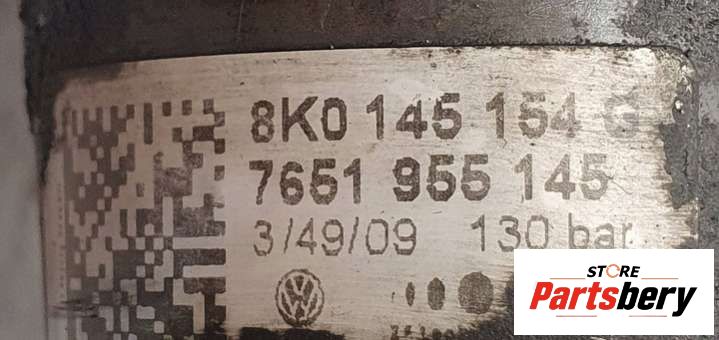 8K0 145 154 G
7651 955 145
3/49/09 130 bar
STORE
Partsbery